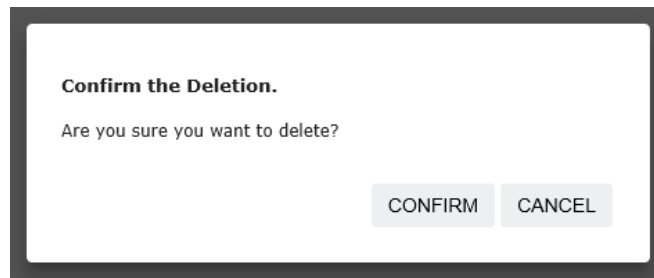 Confirm the Deletion.
Are you sure you want to delete?
CONFIRM CANCEL